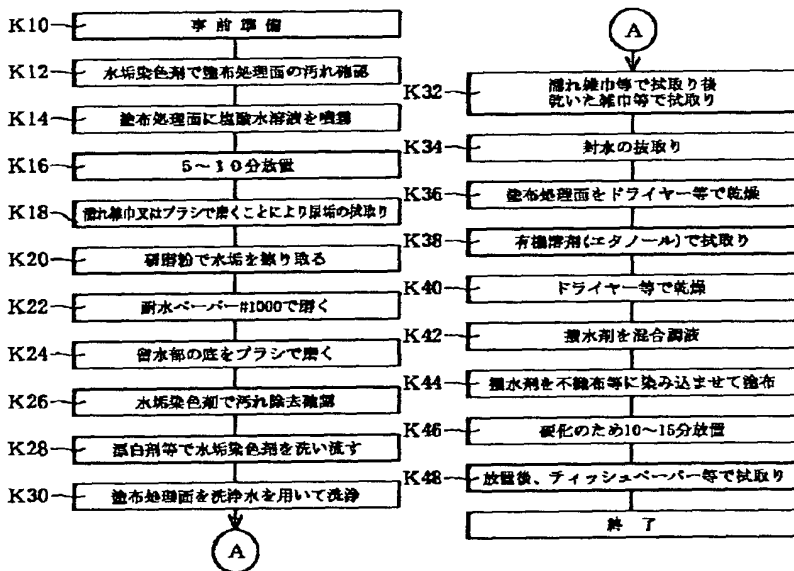 K10 事前準備
K12 水垢染色剤で塗布処理面の汚れ確認
K14 塗布処理面に塩酸水溶液を噴霧
K16 5～10分放置
K18 濡れ雑巾又はブラシで磨くことにより尿垢の拭取り
K20 研磨粉で水垢を擦り取る
K22 耐水ペーパー#1000で磨く
K24 留水部の底をブラシで磨く
K26 水垢染色剤で汚れ除去確認
K28 漂白剤等で水垢染色剤を洗い流す
K30 塗布処理面を洗浄水を用いて洗浄
A
A
K32 濡れ雑巾等で拭取り後
乾いた雑巾等で拭取り
K34 封水の抜取り
K36 塗布処理面をドライヤー等で乾燥
K38 有機溶剤(エタノール)で拭取り
K40 ドライヤー等で乾燥
K42 撥水剤を混合調液
K44 撥水剤を不織布等に染み込ませて塗布
K46 硬化のため10～15分放置
K48 放置後、ティッシュペーパー等で拭取り
終了